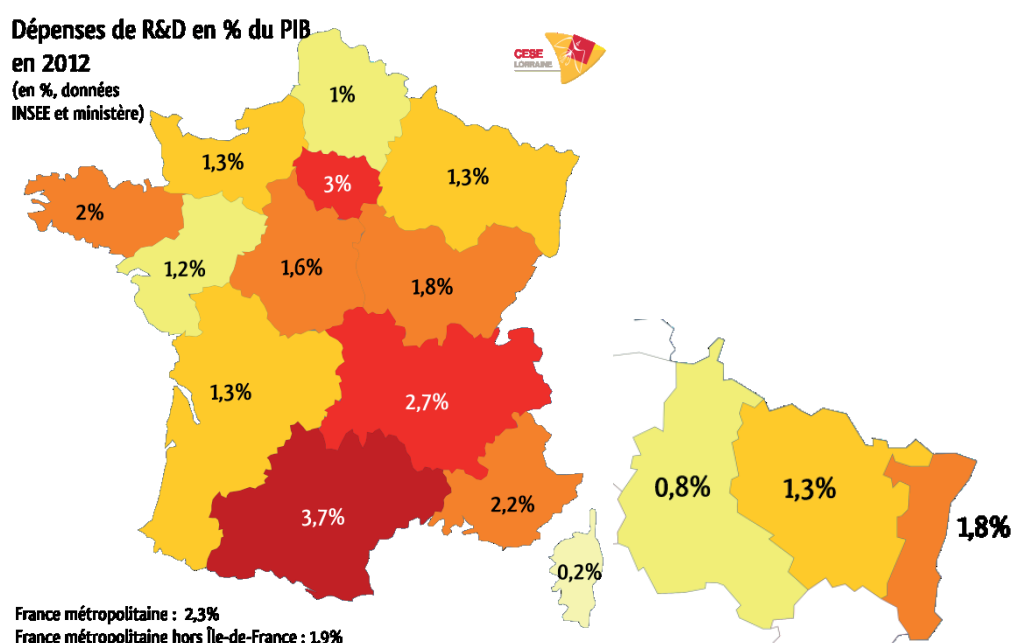 Dépenses de R&D en % du PIB
en 2012
(en %, données
INSEE et ministère)
CESE
LORRAINE
1%
1,3%
3%
1,3%
2%
1,2%
1,6%
1,8%
1,3%
2,7%
3,7%
2,2%
0,2%
0,8%
1,3%
1,8%
France métropolitaine : 2,3%
France métropolitaine hors Île-de-France : 1,9%